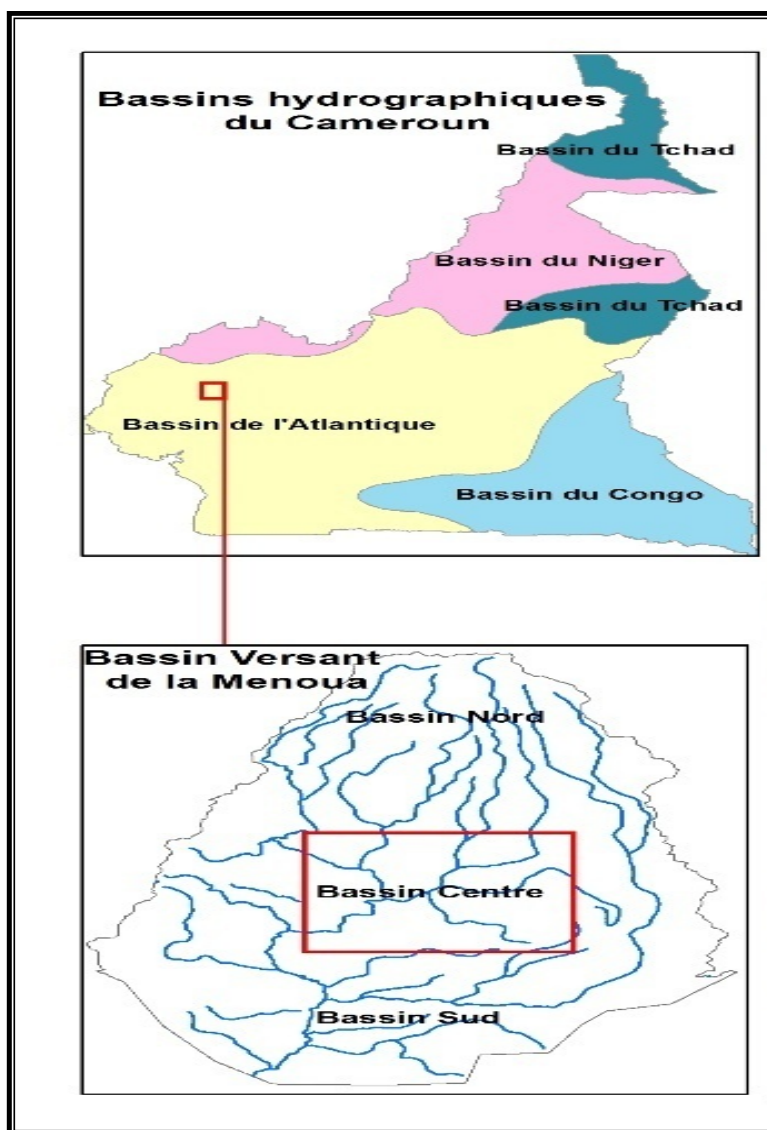 Bassins hydrographiques
du Cameroun
Bassin du Tchad
Bassin du Niger
Bassin du Tchad
Bassin de l'Atlantique
Bassin du Congo
Bassin Versant
de la Menoua
Bassin Nord
Bassin Centre
Bassin Sud